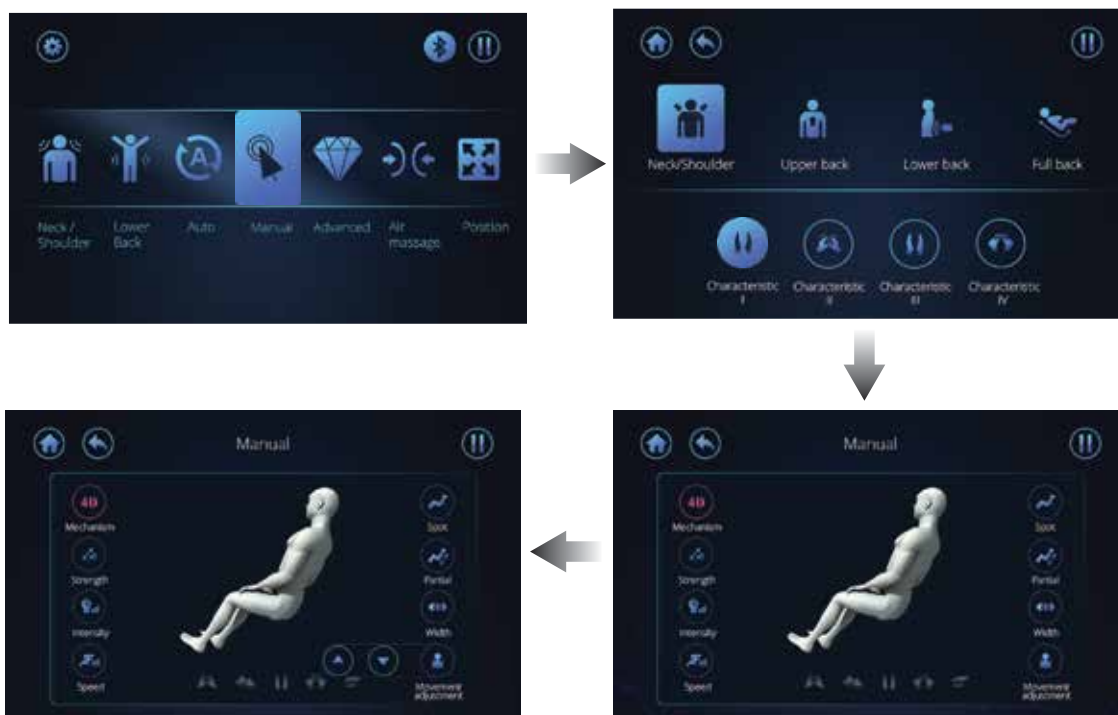 Neck /
Shoulder
Lower
Back
Auto
Manual
Advanced
Air
massage
Position
Neck/Shoulder
Upper back
Lower back
Full back
Characteristic
I
Characteristic
II
Characteristic
III
Characteristic
IV
Manual
4D
Mechanism
Strength
Intensity
Speed
Spot
Partial
Width
Movement
adjustment
Manual
4D
Mechanism
Strength
Intensity
Speed
Spot
Partial
Width
Movement
adjustment